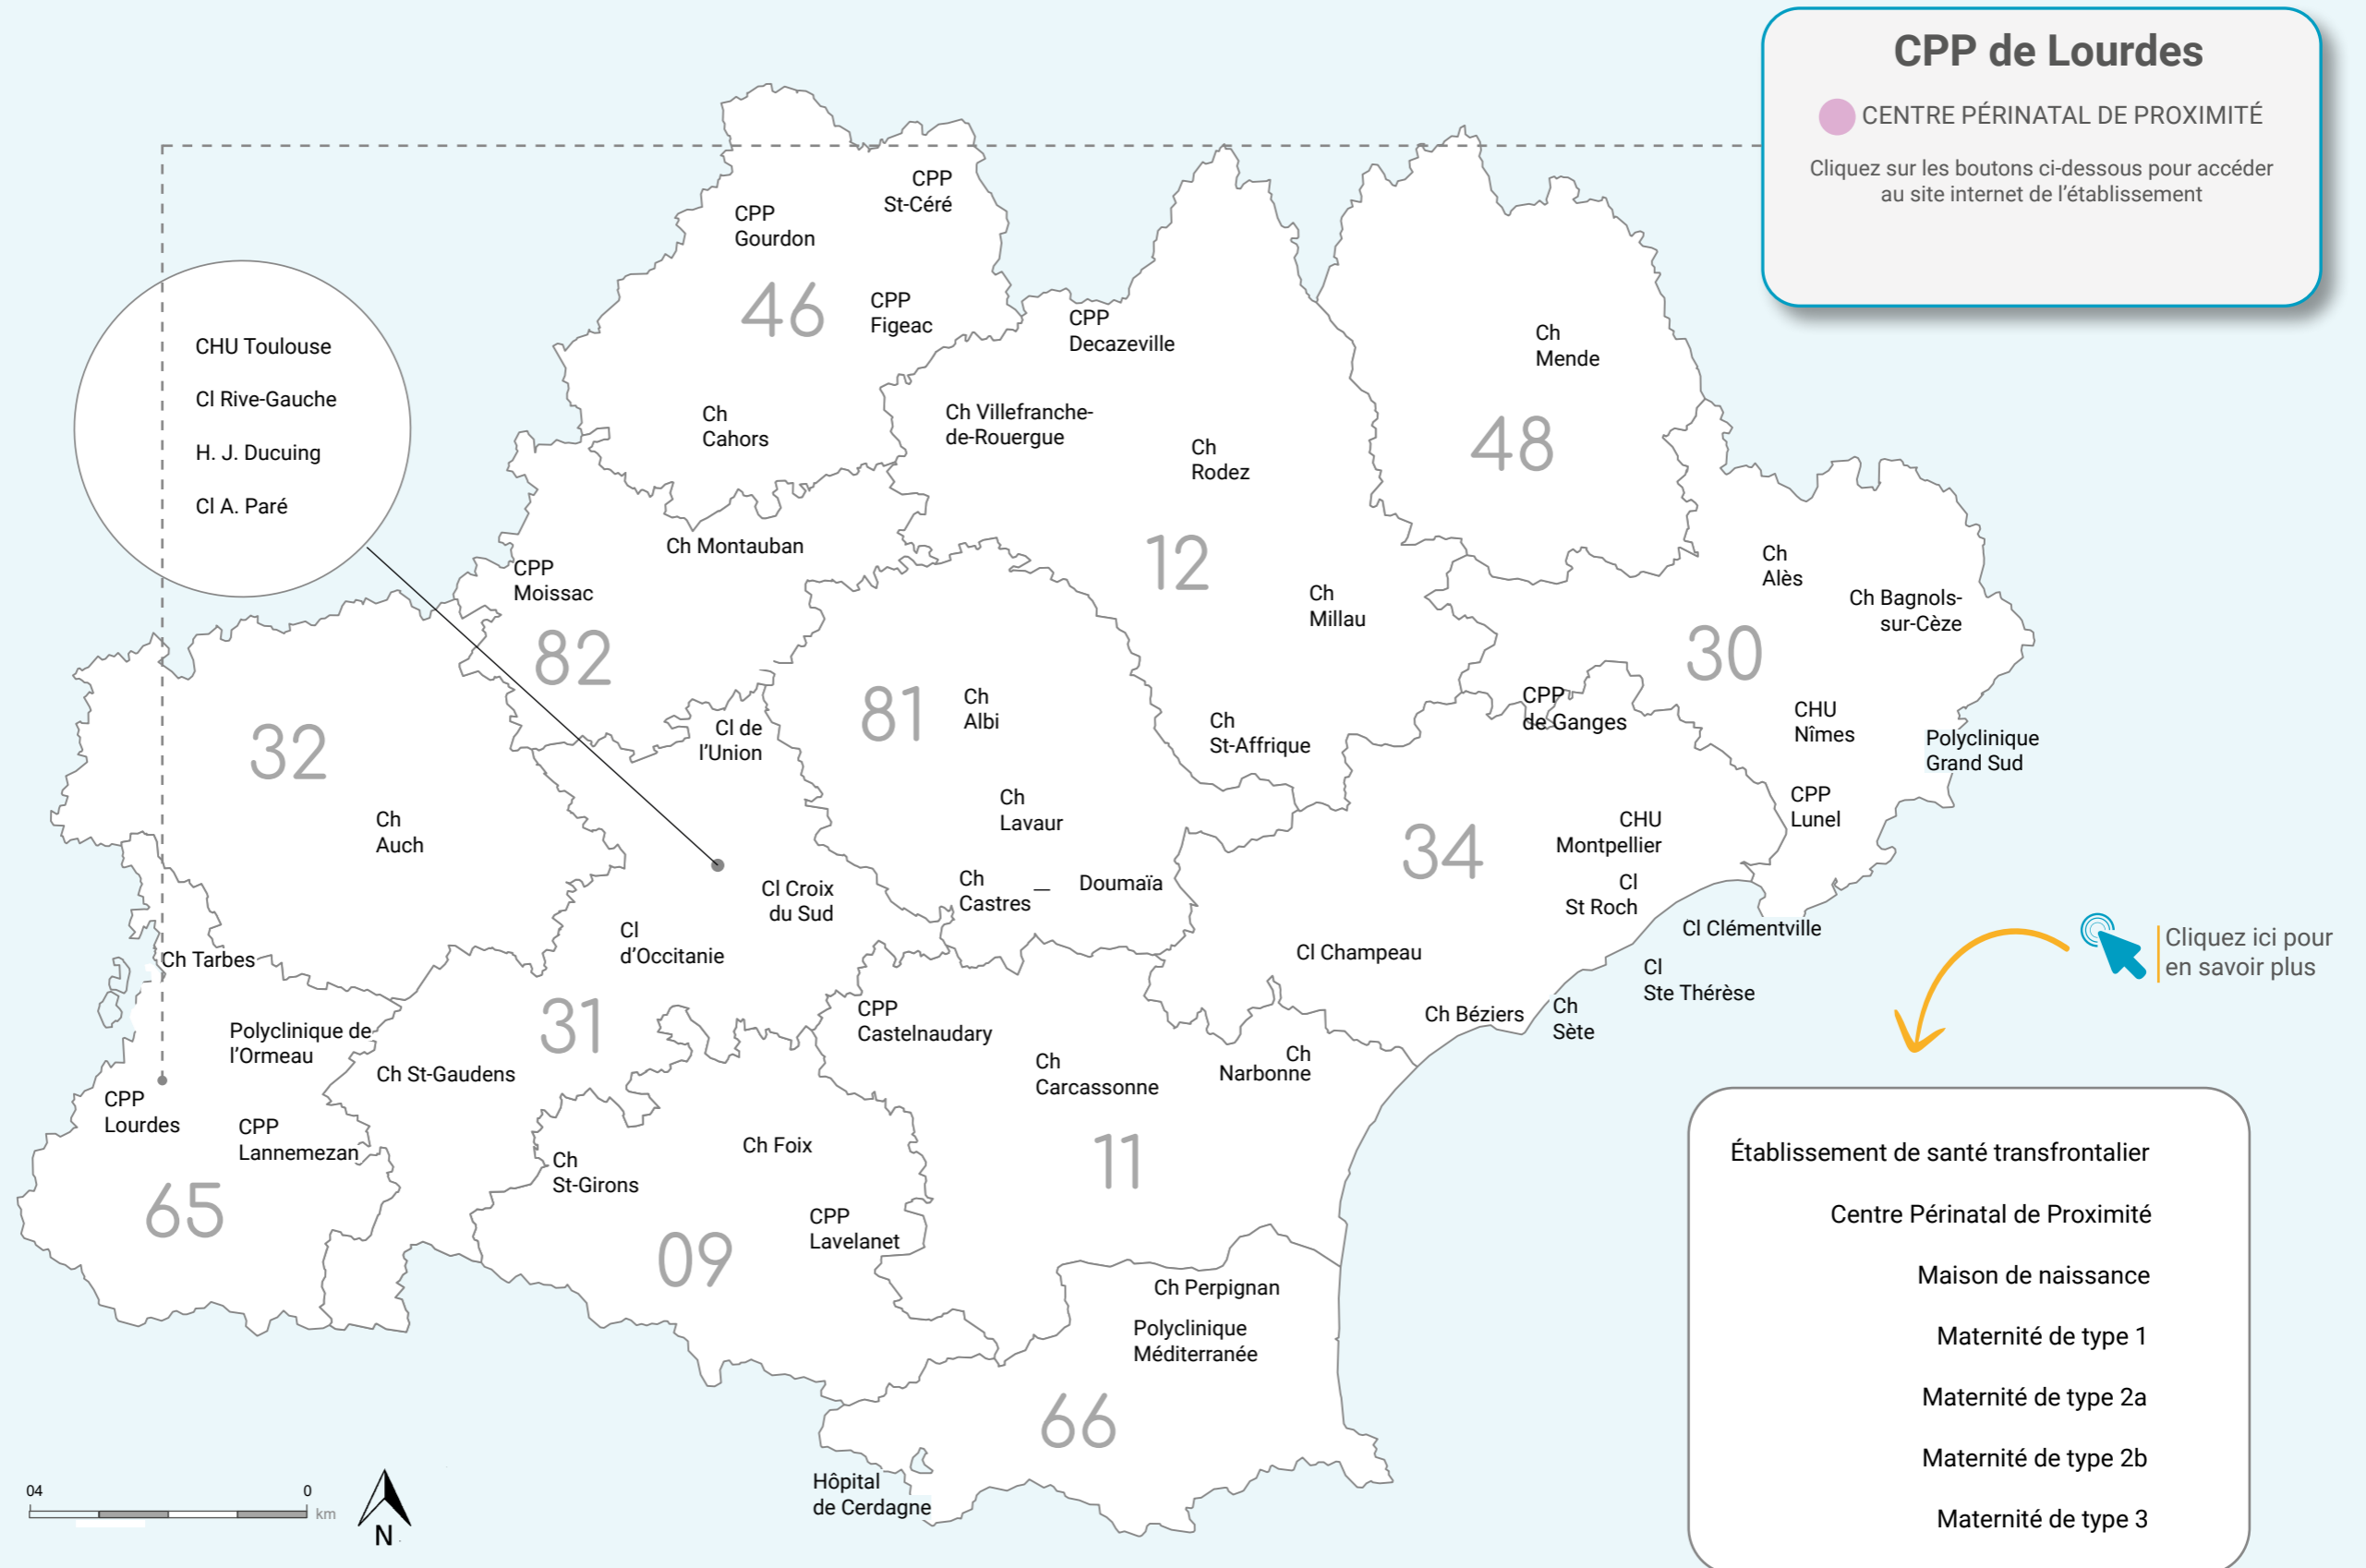 CPP de Lourdes
CENTRE PÉRINATAL DE PROXIMITÉ
Cliquez sur les boutons ci-dessous pour accéder
au site internet de l'établissement
CPP
St-Céré
CPP
Gourdon
46
CPP
Figeac
Ch
Cahors
CHU Toulouse
Cl Rive-Gauche
H. J. Ducuing
Cl A. Paré
CPP
Decazeville
Ch Villefranche-
de-Rouergue
Ch
Rodez
12
Ch
Millau
Ch
St-Affrique
Ch
Mende
48
Ch Montauban
CPP
Moissac
82
Ch
Alès
Ch Bagnols-
sur-Cèze
30
CHU
Nîmes
Polyclinique
Grand Sud
CPP
Lunel
32
Ch
Auch
81
Ch
Albi
Ch
Lavaur
Ch
Castres
Doumaïa
Cl de
l'Union
Cl Croix
du Sud
Cl
d'Occitanie
31
Ch St-Gaudens
CPP
de Ganges
34
CHU
Montpellier
Cl
St Roch
Cl Clémentville
Cl Champeau
Cl
Ste Thérèse
Ch Béziers
Ch
Sète
Cliquez ici pour
en savoir plus
Ch Tarbes
Polyclinique de
l'Ormeau
CPP
Lourdes
CPP
Lannemezan
65
CPP
Castelnaudary
Ch
Carcassonne
Ch
Narbonne
11
Ch Foix
Ch
St-Girons
CPP
Lavelanet
09
Ch Perpignan
Polyclinique
Méditerranée
66
Hôpital
de Cerdagne
Établissement de santé transfrontalier
Centre Périnatal de Proximité
Maison de naissance
Maternité de type 1
Maternité de type 2a
Maternité de type 2b
Maternité de type 3
04 0
km
N